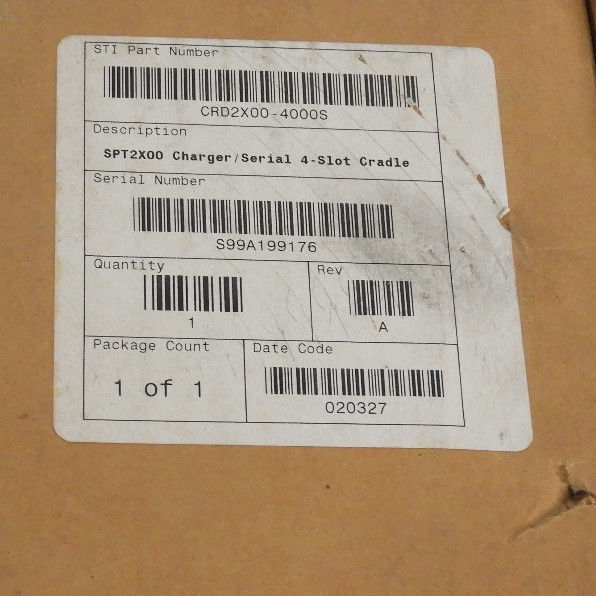 STI Part Number
CRD2X00-4000S
Description
SPT2X00 Charger/Serial 4-Slot Cradle
Serial Number
S99A199176
Quantity
1
Rev
A
Package Count
1 of 1
Date Code
020327